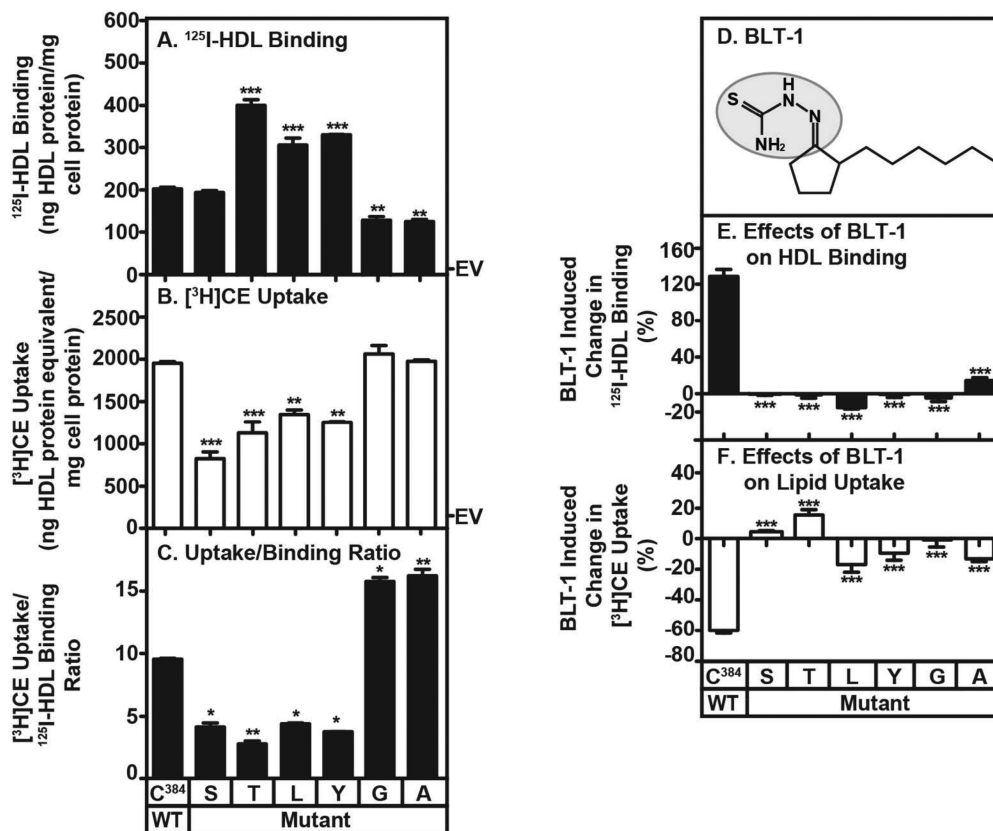 A. ¹²⁵I-HDL Binding
¹²⁵I-HDL Binding
(ng HDL protein/mg
cell protein)
600
500
400
300
200
100
0
***
***
***
**
**
EV
B. [³H]CE Uptake
[³H]CE Uptake
(ng HDL protein equivalent/
mg cell protein)
2500
2000
1500
1000
500
0
***
***
**
**
EV
C. Uptake/Binding Ratio
[³H]CE Uptake/
¹²⁵I-HDL Binding
Ratio
15
10
5
0
*
**
*
*
*
**
C³⁸⁴ S T L Y G A
WT Mutant
D. BLT-1
H
S N
N
NH₂
E. Effects of BLT-1
on HDL Binding
BLT-1 Induced
Change in
¹²⁵I-HDL Binding
(%)
160
120
80
40
0
-20
***
***
***
***
***
***
F. Effects of BLT-1
on Lipid Uptake
BLT-1 Induced
Change in
[³H]CE Uptake
(%)
40
20
0
-20
-40
-60
-80
***
***
***
***
***
***
C³⁸⁴ S T L Y G A
WT Mutant